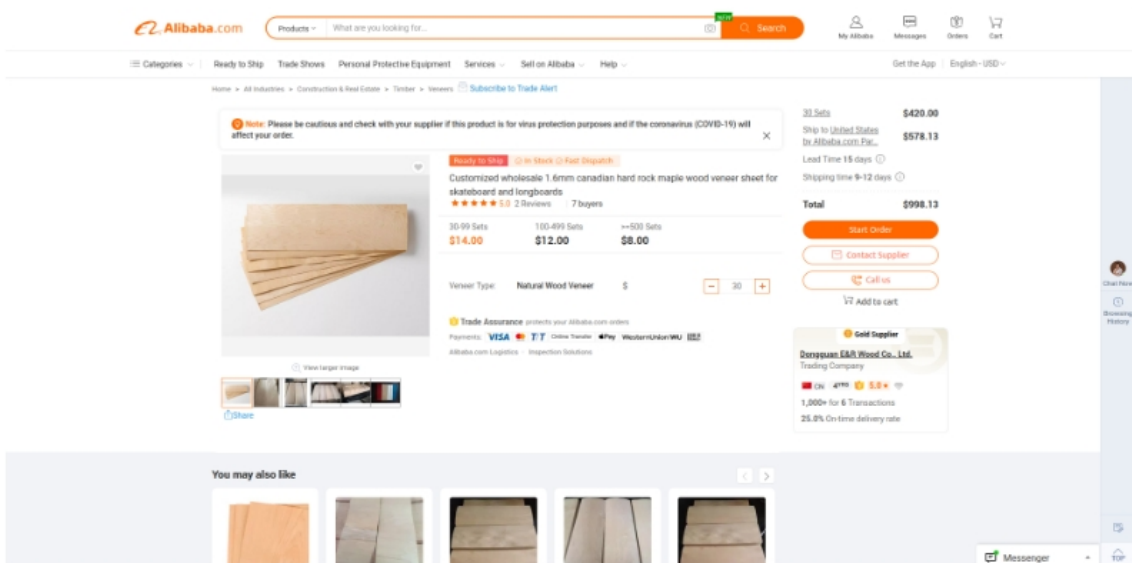 Alibaba.com
Products
What are you looking for...
NEW
Search
My Alibaba
Messages
Orders
Cart
Categories
Ready to Ship
Trade Shows
Personal Protective Equipment
Services
Sell on Alibaba
Help
Get the App
English - USD
Home > All Industries > Construction & Real Estate > Timber > Veneers
Subscribe to Trade Alert
Note: Please be cautious and check with your supplier if this product is for virus protection purposes and if the coronavirus (COVID-19) will
affect your order.
Ready to Ship
In Stock
Fast Dispatch
Customized wholesale 1.6mm canadian hard rock maple wood veneer sheet for
skateboard and longboards
5.0 2 Reviews 7 buyers
30-99 Sets 100-499 Sets >=500 Sets
$14.00 $12.00 $8.00
Veneer Type: Natural Wood Veneer $ - 30 +
Trade Assurance protects your Alibaba.com orders
Payments: VISA T/T Online Transfer Pay WesternUnion WU
Alibaba.com Logistics · Inspection Solutions
View larger image
Share
30 Sets $420.00
Ship to United States
by Alibaba.com Par... $578.13
Lead Time 15 days
Shipping time 9-12 days
Total $998.13
Start Order
Contact Supplier
Call us
Add to cart
Gold Supplier
Dongguan E&R Wood Co., Ltd.
Trading Company
CN 4YRS 5.0
1,000+ for 6 Transactions
25.0% On-time delivery rate
Chat Now
Browsing
History
You may also like
Messenger
TOP